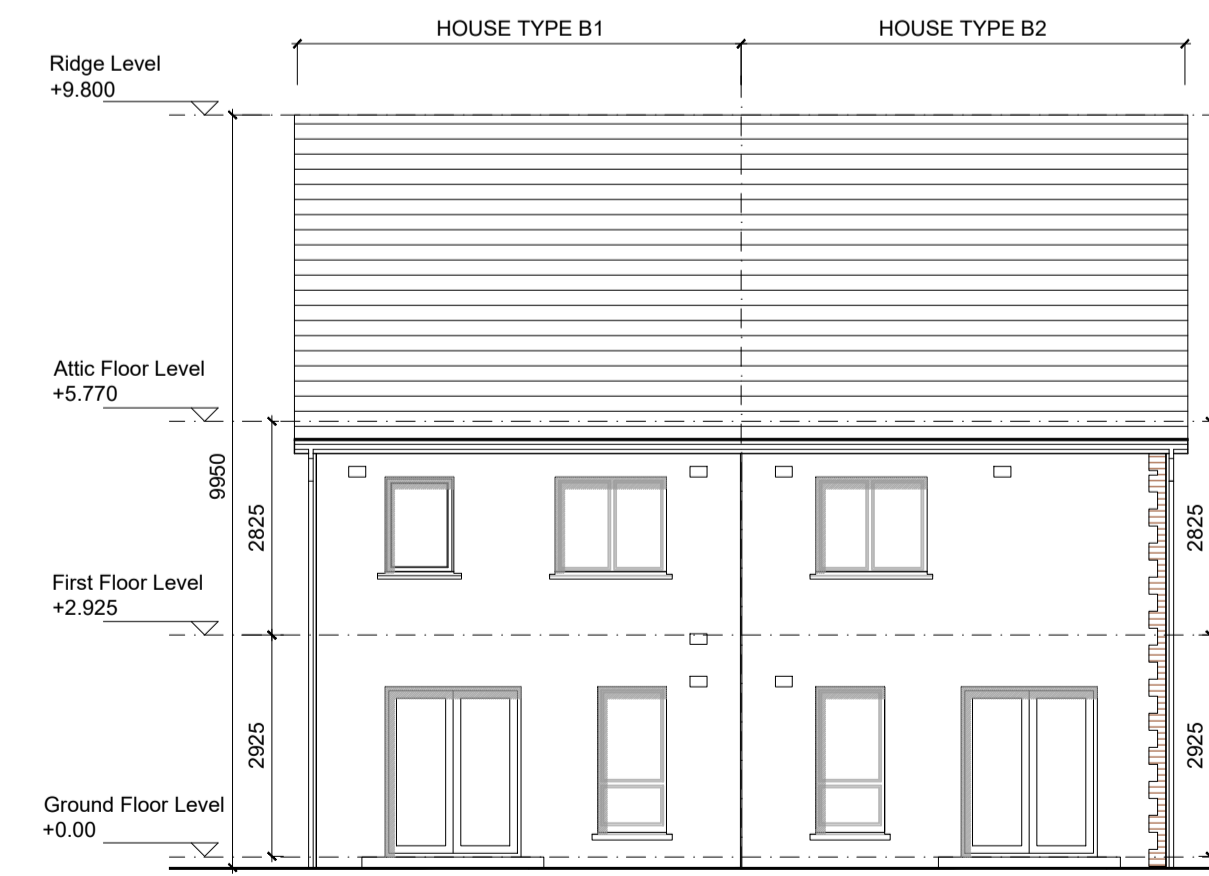 HOUSE TYPE B1
HOUSE TYPE B2
Ridge Level
+9.800
Attic Floor Level
+5.770
9950
2825
2825
First Floor Level
+2.925
2925
2925
Ground Floor Level
+0.00